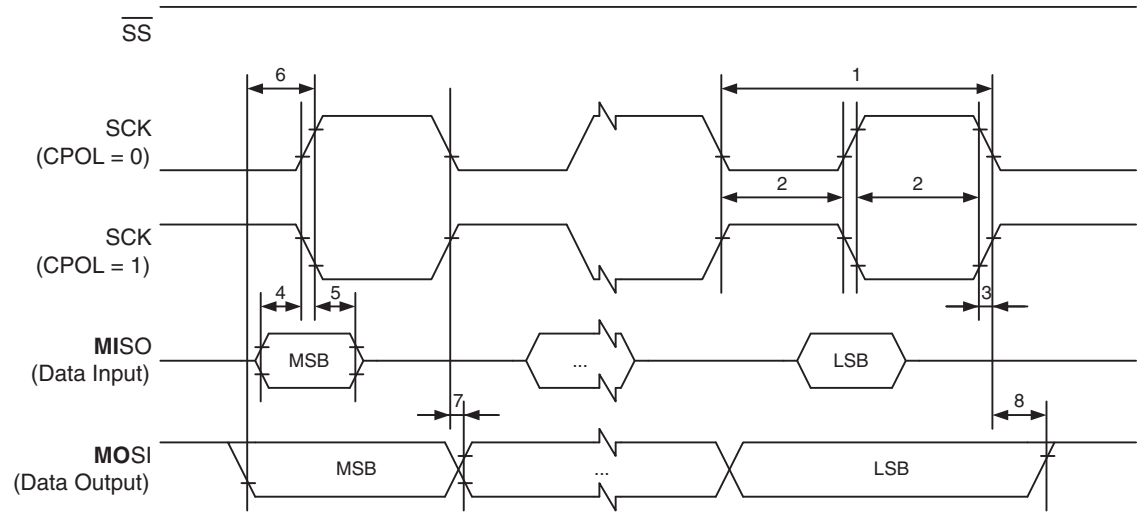 SS
6
1
SCK
(CPOL = 0)
2
2
SCK
(CPOL = 1)
4
5
3
MISO
(Data Input)
MSB
...
LSB
7
8
MOSI
(Data Output)
MSB
...
LSB